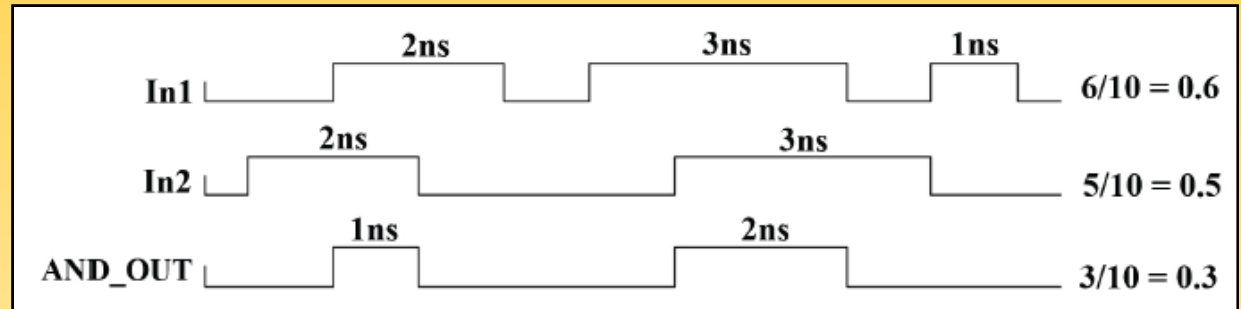 2ns 3ns 1ns
In1 6/10 = 0.6
2ns 3ns
In2 5/10 = 0.5
1ns 2ns
AND_OUT 3/10 = 0.3